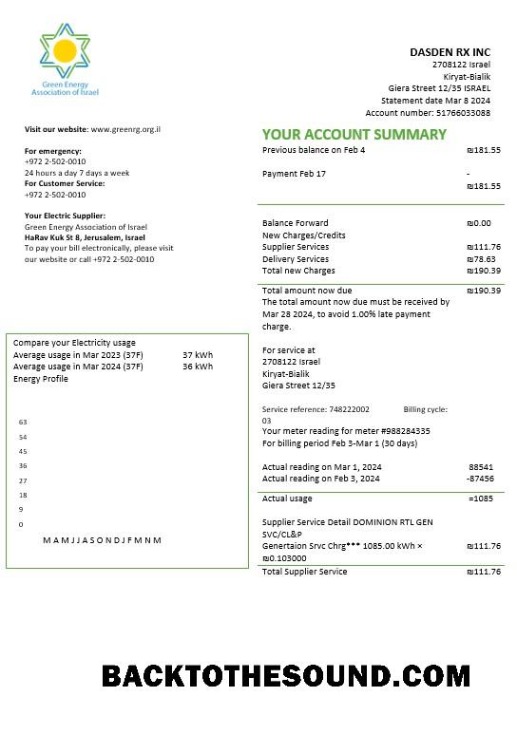 Green Energy
Association of Israel
DASDEN RX INC
2708122 Israel
Kiryat-Bialik
Giera Street 12/35 ISRAEL
Statement date Mar 8 2024
Account number: 51766033088
Visit our website: www.greenrg.org.il
For emergency:
+972 2-502-0010
24 hours a day 7 days a week
For Customer Service:
+972 2-502-0010
Your Electric Supplier:
Green Energy Association of Israel
HaRav Kuk St 8, Jerusalem, Israel
To pay your bill electronically, please visit
our website or call +972 2-502-0010
YOUR ACCOUNT SUMMARY
Previous balance on Feb 4 ₪181.55
Payment Feb 17 -
₪181.55
Balance Forward ₪0.00
New Charges/Credits
Supplier Services ₪111.76
Delivery Services ₪78.63
Total new Charges ₪190.39
Total amount now due ₪190.39
The total amount now due must be received by
Mar 28 2024, to avoid 1.00% late payment
charge.
For service at
2708122 Israel
Kiryat-Bialik
Giera Street 12/35
Service reference: 748222002 Billing cycle:
03
Your meter reading for meter #988284335
For billing period Feb 3-Mar 1 (30 days)
Actual reading on Mar 1, 2024 88541
Actual reading on Feb 3, 2024 -87456
Actual usage =1085
Supplier Service Detail DOMINION RTL GEN
SVC/CL&P
Genertaion Srvc Chrg*** 1085.00 kWh × ₪111.76
₪0.103000
Total Supplier Service ₪111.76
Compare your Electricity usage
Average usage in Mar 2023 (37F) 37 kWh
Average usage in Mar 2024 (37F) 36 kWh
Energy Profile
63
54
45
36
27
18
9
0
M A M J J A S O N D J F M N M
BACKTOTHESOUND.COM